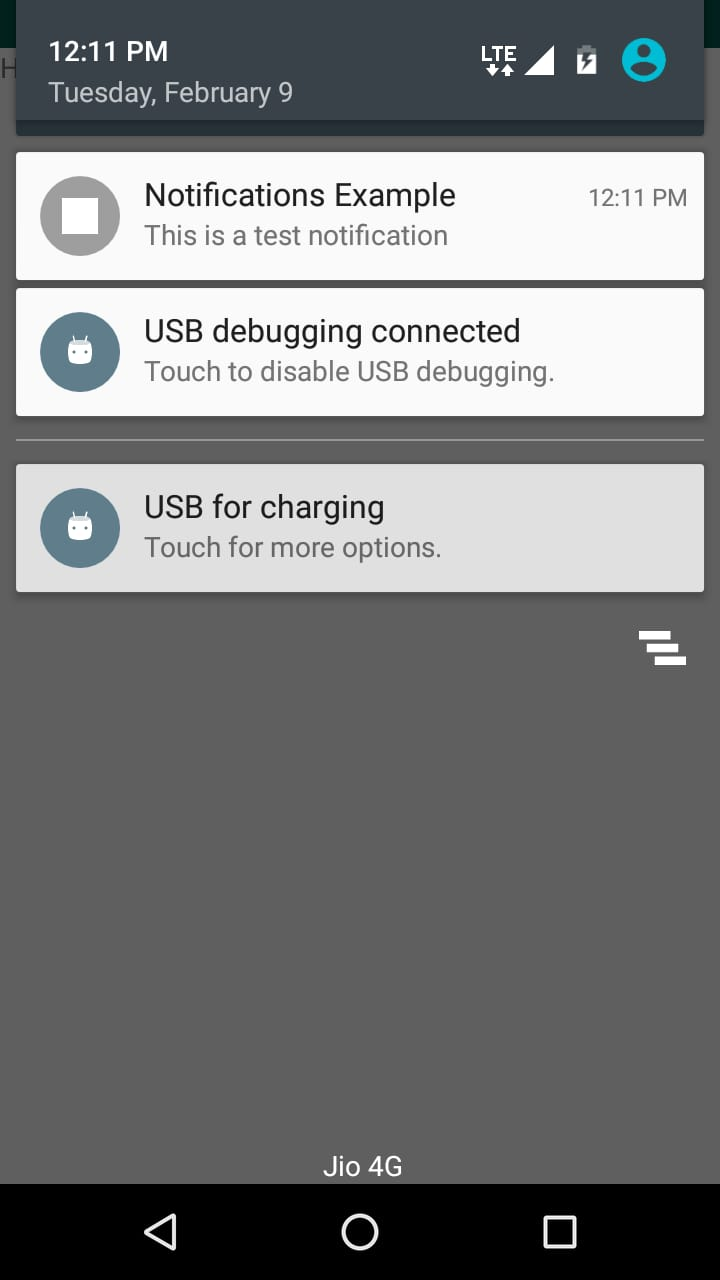 12:11 PM
LTE
Tuesday, February 9
H
Notifications Example
12:11 PM
This is a test notification
USB debugging connected
Touch to disable USB debugging.
USB for charging
Touch for more options.
Jio 4G